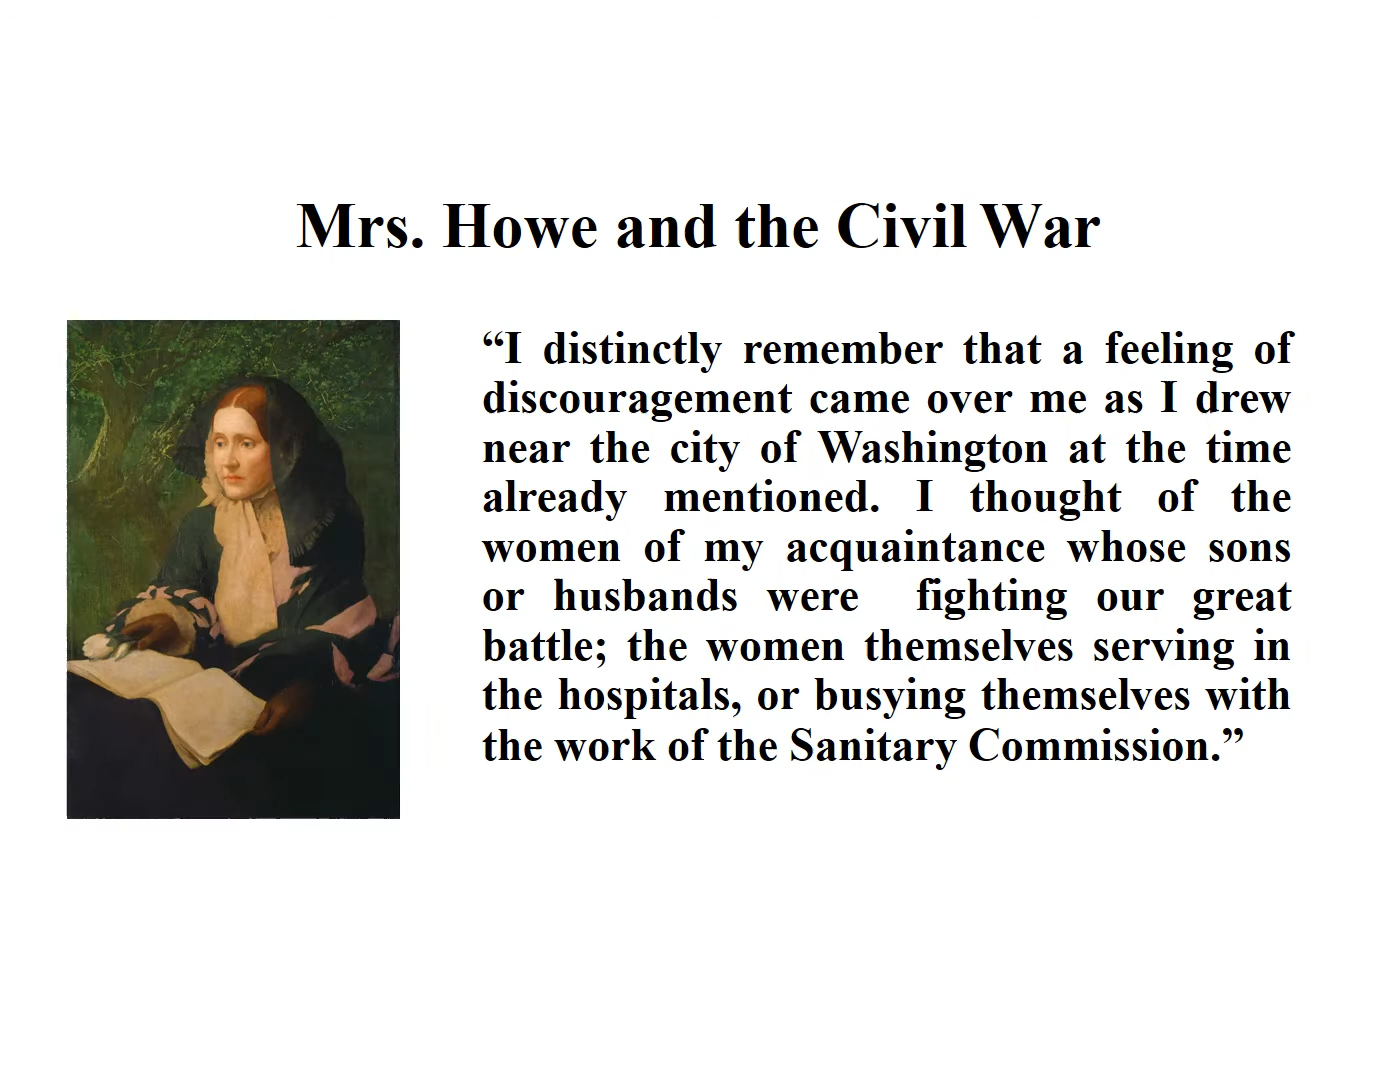 Mrs. Howe and the Civil War
“I distinctly remember that a feeling of
discouragement came over me as I drew
near the city of Washington at the time
already mentioned. I thought of the
women of my acquaintance whose sons
or husbands were fighting our great
battle; the women themselves serving in
the hospitals, or busying themselves with
the work of the Sanitary Commission.”